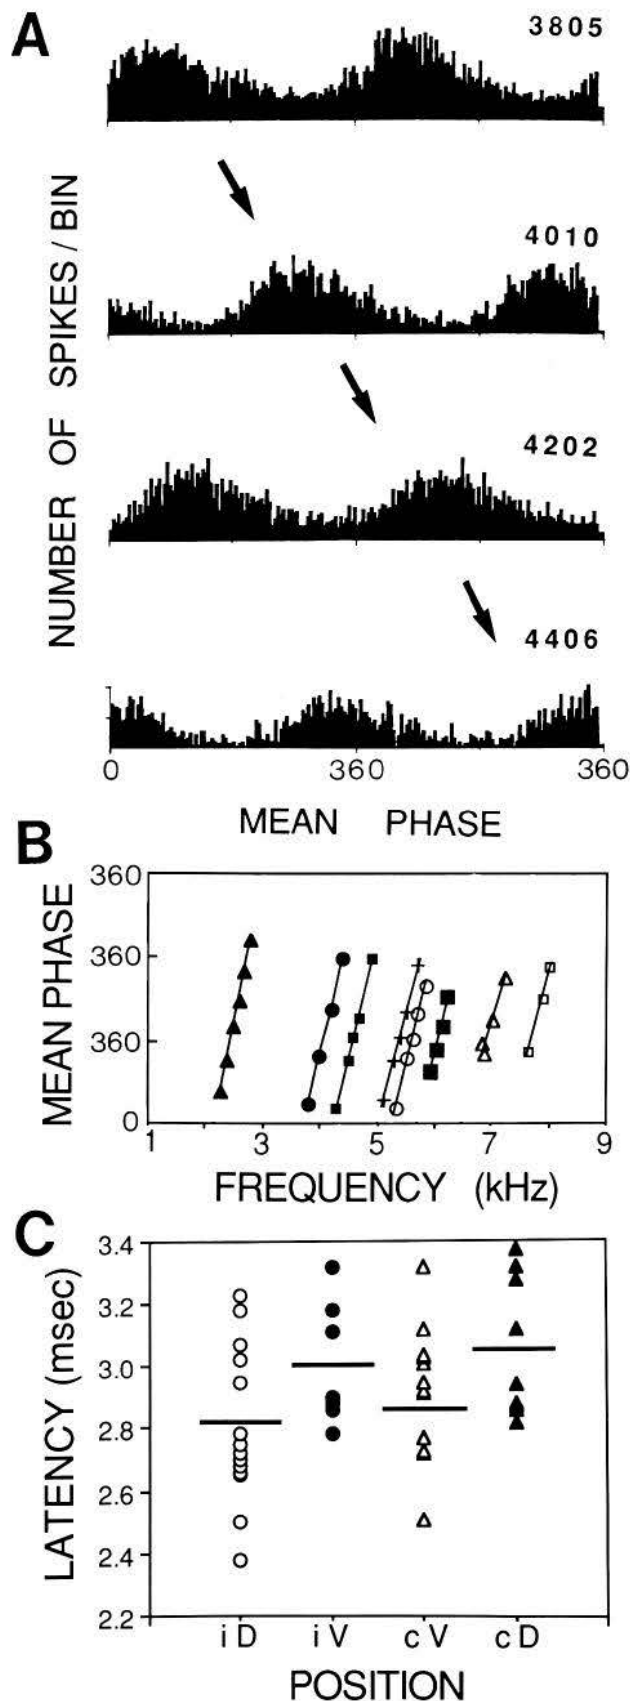 A
3805
4010
4202
4406
NUMBER OF SPIKES / BIN
0 360 360
MEAN PHASE
B
360
360
360
0
MEAN PHASE
1 3 5 7 9
FREQUENCY (kHz)
C
3.4
3.2
3.0
2.8
2.6
2.4
2.2
LATENCY (msec)
iD iV cV cD
POSITION